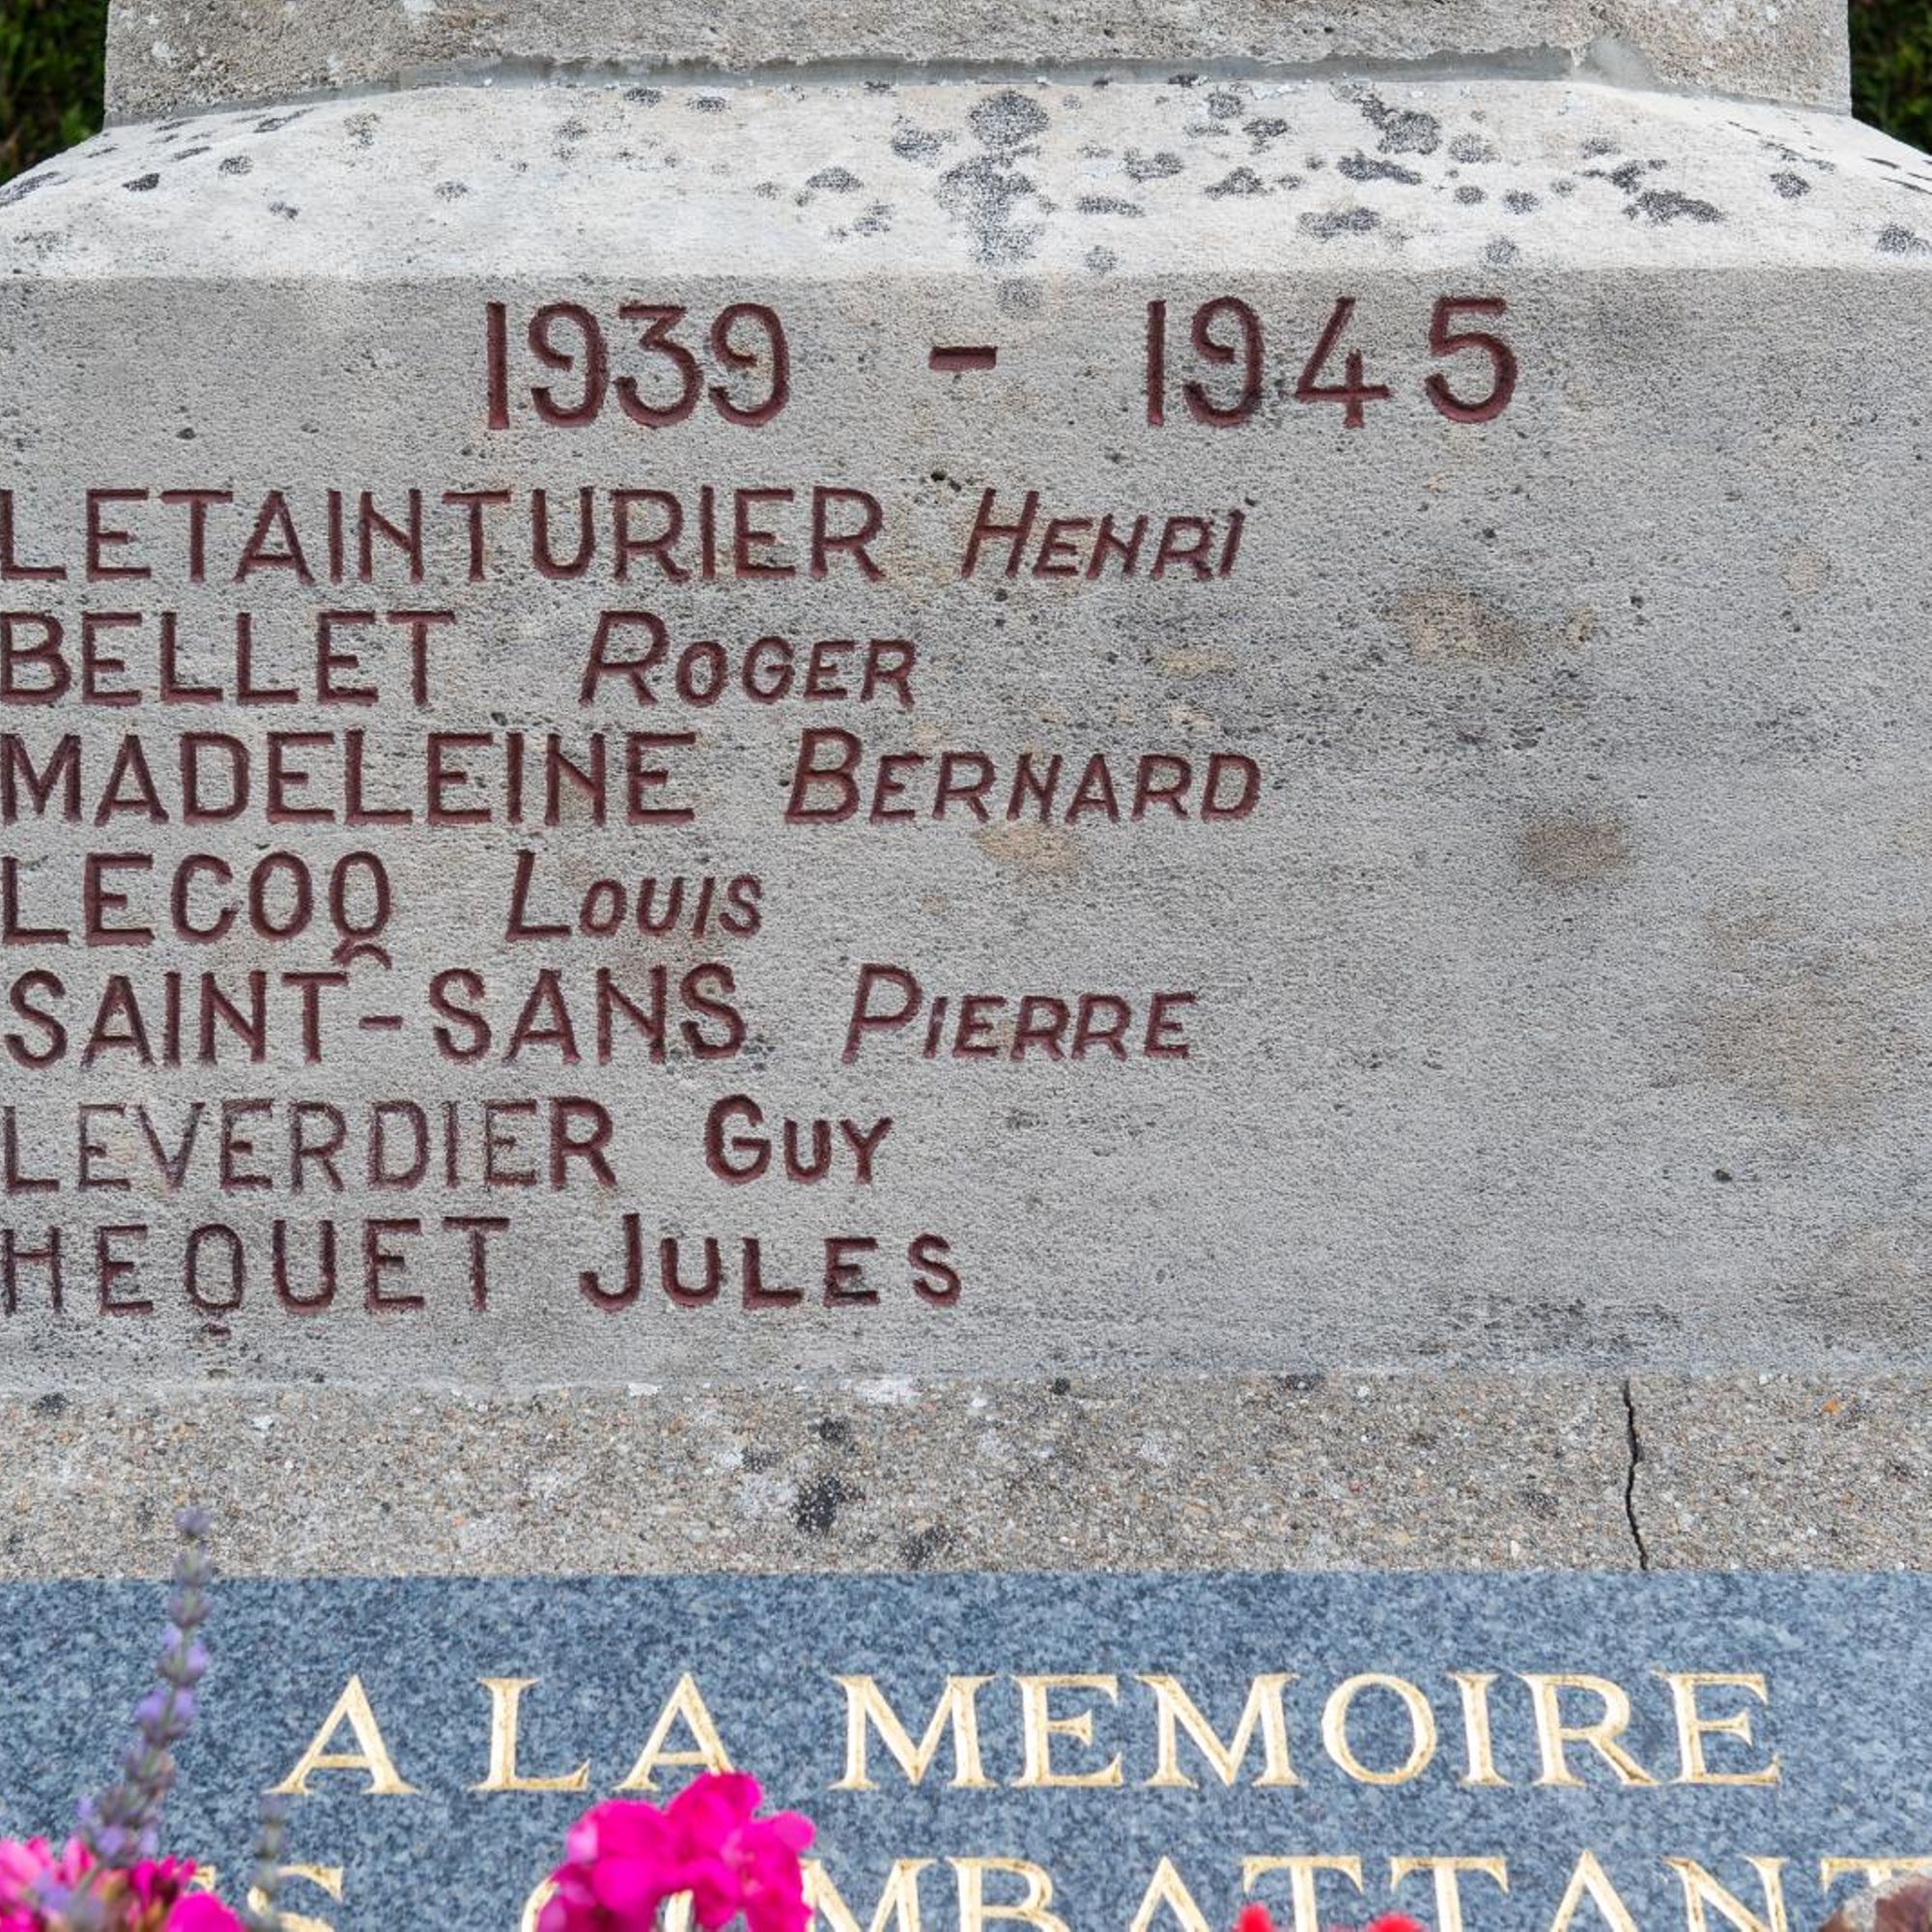 1939 - 1945
LETAINTURIER HENRI
BELLET ROGER
MADELEINE BERNARD
LECOQ LOUIS
SAINT-SANS PIERRE
LEVERDIER GUY
HEQUET JULES
A LA MEMOIRE